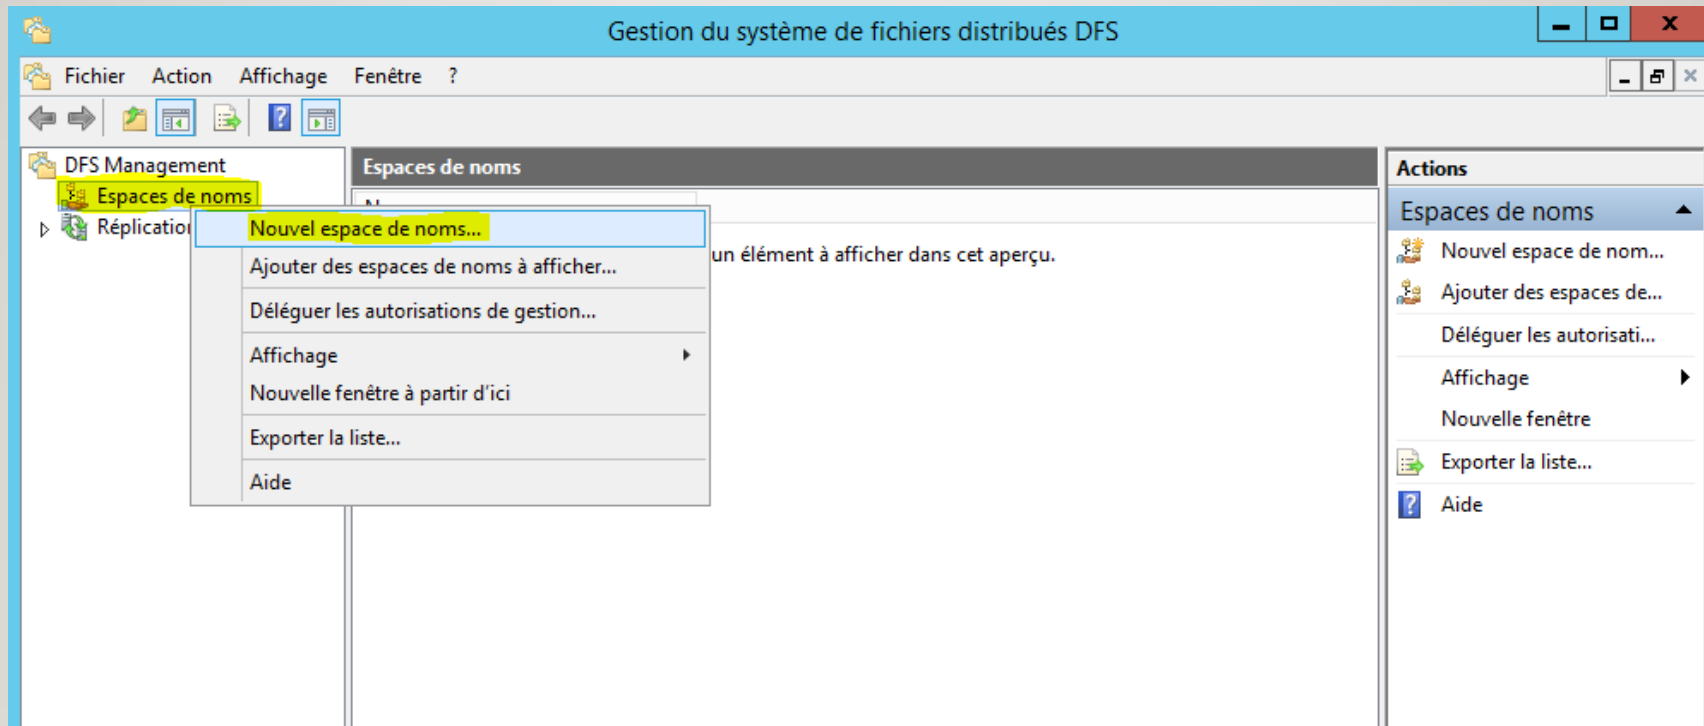 Gestion du système de fichiers distribués DFS
Fichier Action Affichage Fenêtre ?
DFS Management
Espaces de noms
Réplication
Nouvel espace de noms...
Ajouter des espaces de noms à afficher...
Déléguer les autorisations de gestion...
Affichage
Nouvelle fenêtre à partir d'ici
Exporter la liste...
Aide
Espaces de noms
un élément à afficher dans cet aperçu.
Actions
Espaces de noms
Nouvel espace de nom...
Ajouter des espaces de...
Déléguer les autorisati...
Affichage
Nouvelle fenêtre
Exporter la liste...
Aide